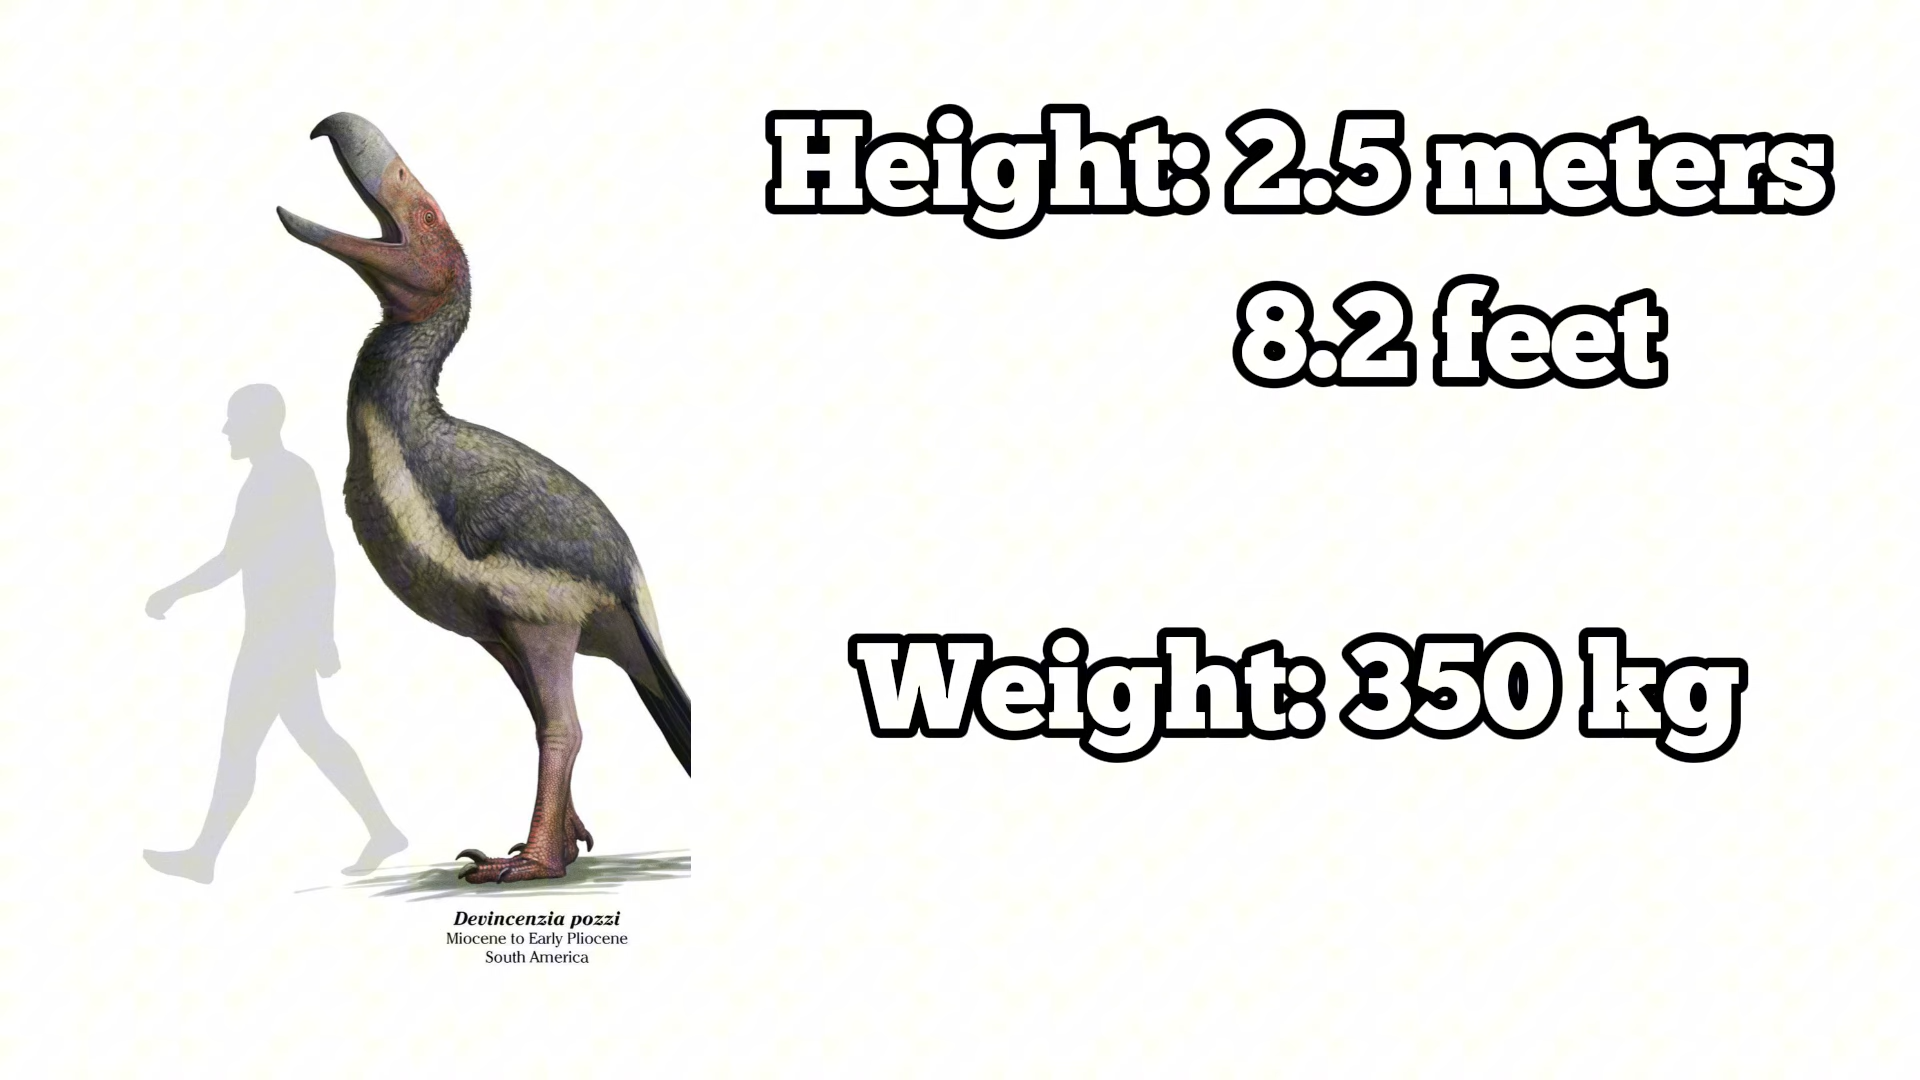 Height: 2.5 meters
8.2 feet
Weight: 350 kg
Devincenzia pozzi
Miocene to Early Pliocene
South America